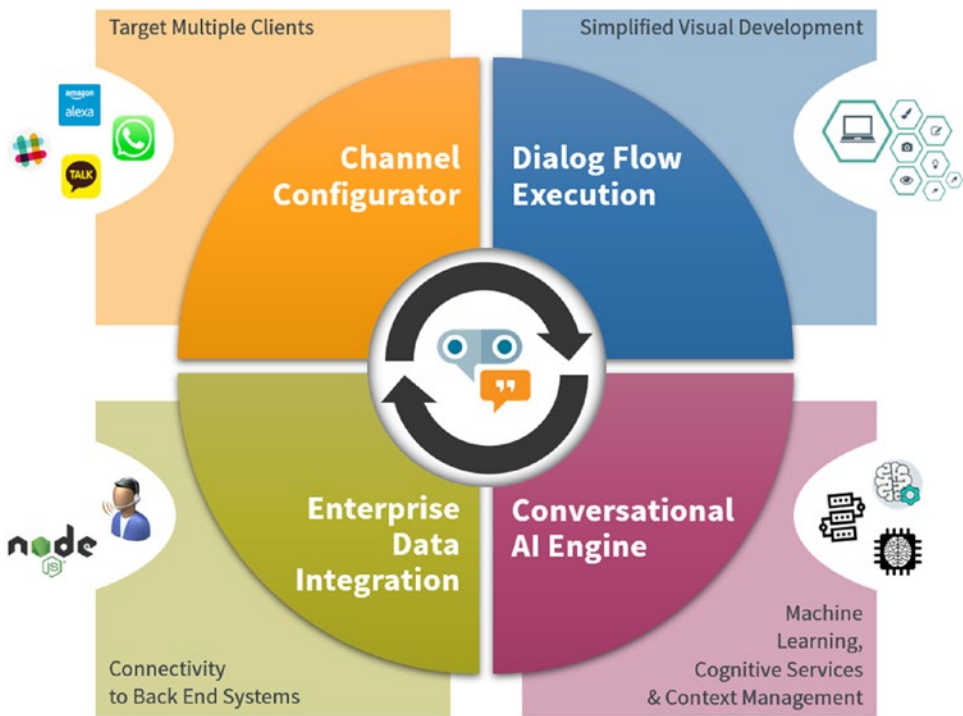 Target Multiple Clients
Simplified Visual Development
amazon
alexa
TALK
Channel
Configurator
Dialog Flow
Execution
Enterprise
Data
Integration
Conversational
AI Engine
node
JS
Connectivity
to Back End Systems
Machine
Learning,
Cognitive Services
& Context Management